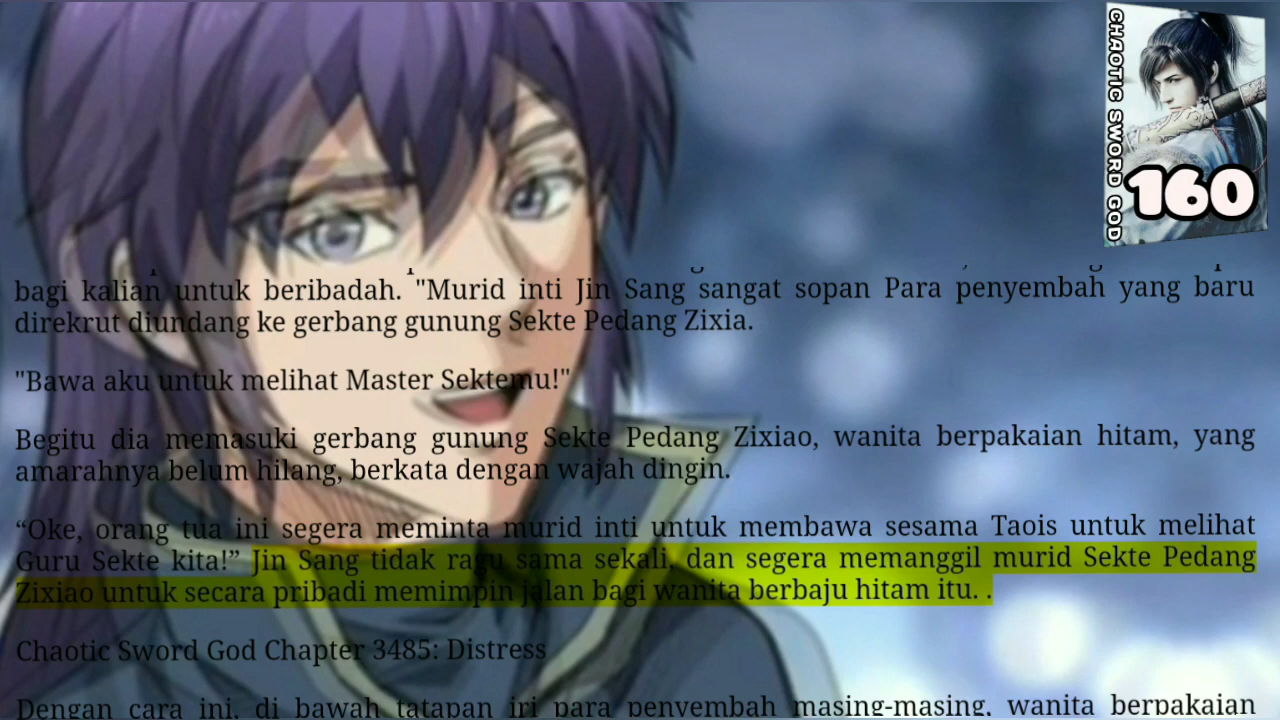 CHAOTIC SWORD GOD
160
bagi kalian untuk beribadah. "Murid inti Jin Sang sangat sopan Para penyembah yang baru
direkrut diundang ke gerbang gunung Sekte Pedang Zixia.
"Bawa aku untuk melihat Master Sektemu!"
Begitu dia memasuki gerbang gunung Sekte Pedang Zixiao, wanita berpakaian hitam, yang
amarahnya belum hilang, berkata dengan wajah dingin.
“Oke, orang tua ini segera meminta murid inti untuk membawa sesama Taois untuk melihat
Guru Sekte kita!” Jin Sang tidak ragu sama sekali, dan segera memanggil murid Sekte Pedang
Zixiao untuk secara pribadi memimpin jalan bagi wanita berbaju hitam itu. .
Chaotic Sword God Chapter 3485: Distress
Dengan cara ini, di bawah tatapan iri para penyembah masing-masing, wanita berpakaian